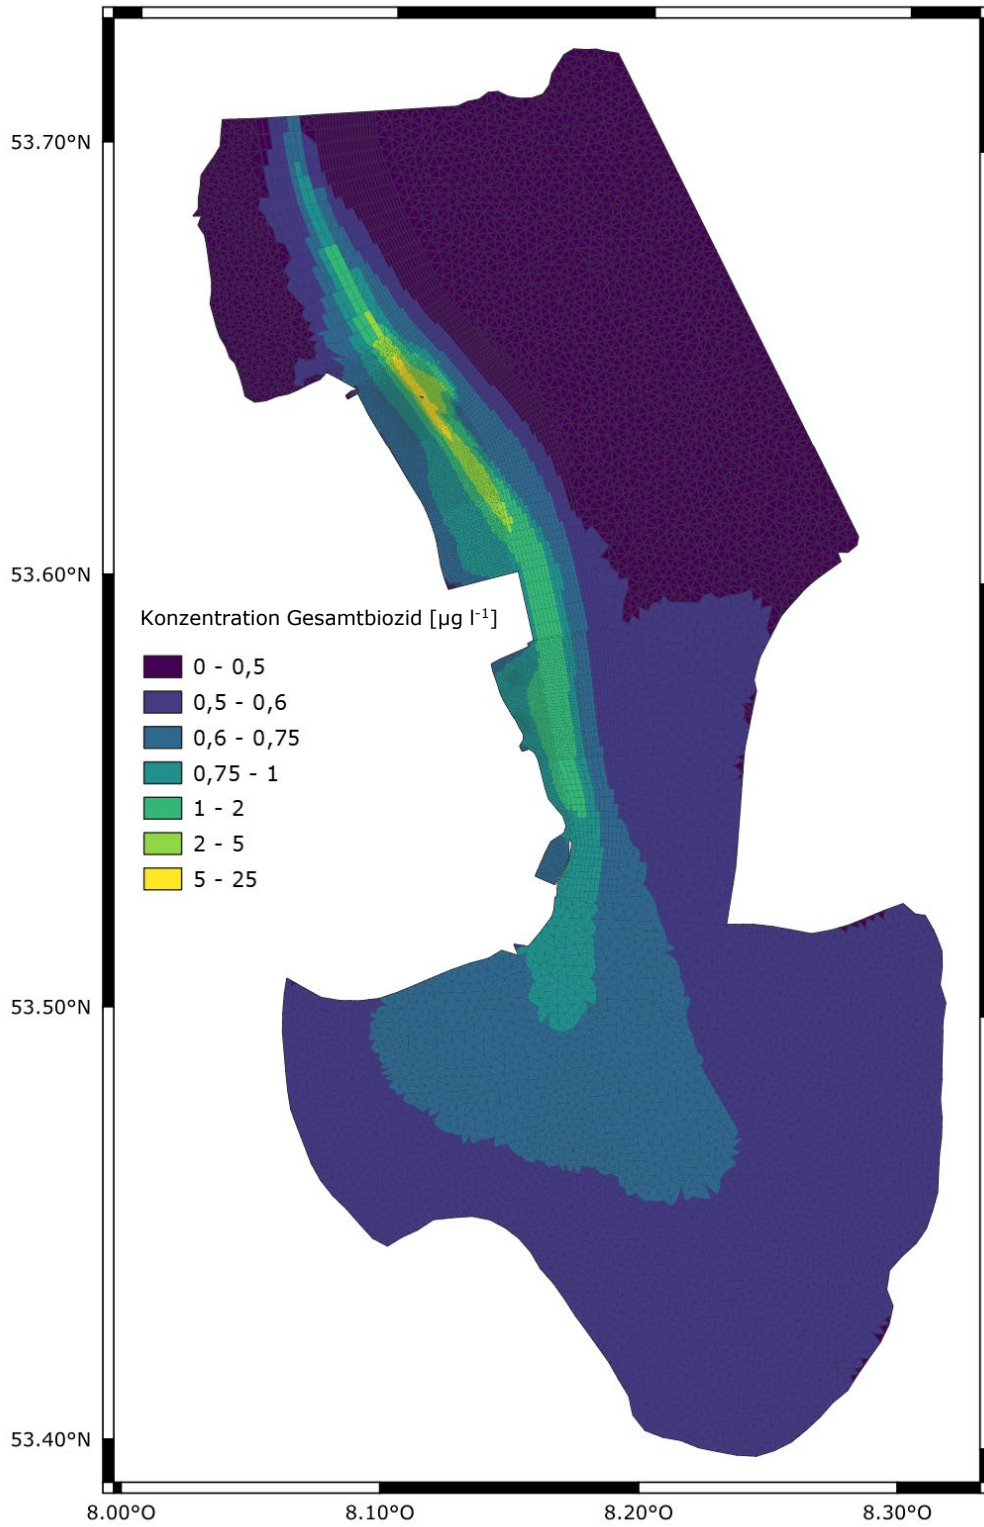 53.70°N
53.60°N
Konzentration Gesamtbiozid [µg l⁻¹]
0 - 0,5
0,5 - 0,6
0,6 - 0,75
0,75 - 1
1 - 2
2 - 5
5 - 25
53.50°N
53.40°N
8.00°O 8.10°O 8.20°O 8.30°O